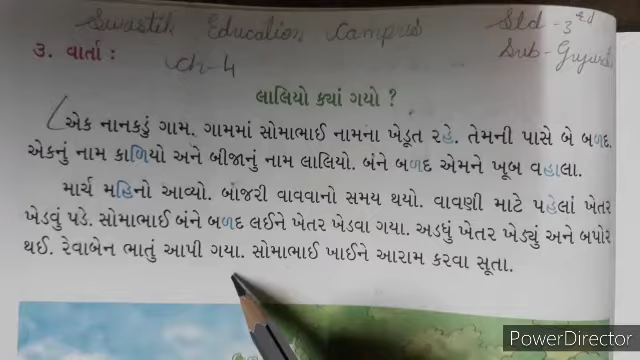 Swastik Education Campus
Std - 3rd
૩. વાર્તા :
Ch-4
Sub - Gujarati
લાલિયો ક્યાં ગયો ?
એક નાનકડું ગામ. ગામમાં સોમાભાઈ નામના ખેડૂત રહે. તેમની પાસે બે બળદ.
એકનું નામ કાળિયો અને બીજાનું નામ લાલિયો. બંને બળદ એમને ખૂબ વહાલા.
માર્ચ મહિનો આવ્યો. બાજરી વાવવાનો સમય થયો. વાવણી માટે પહેલાં ખેતર
ખેડવું પડે. સોમાભાઈ બંને બળદ લઈને ખેતર ખેડવા ગયા. અડધું ખેતર ખેડ્યું અને બપોર
થઈ. રેવાબેન ભાતું આપી ગયા. સોમાભાઈ ખાઈને આરામ કરવા સૂતા.
PowerDirector